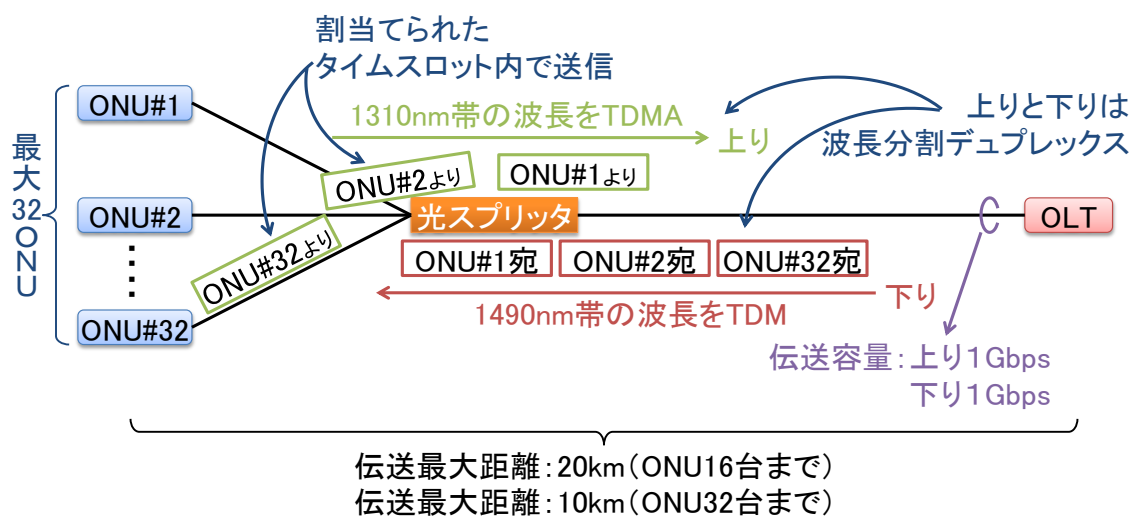 割当てられた
タイムスロット内で送信
ONU#1
1310nm帯の波長をTDMA
上り
上りと下りは
波長分割デュプレックス
最大32ONU
ONU#2より
ONU#1より
ONU#2
光スプリッタ
OLT
ONU#32より
ONU#1宛
ONU#2宛
ONU#32宛
下り
1490nm帯の波長をTDM
ONU#32
伝送容量:上り1Gbps
下り1Gbps
伝送最大距離:20km(ONU16台まで)
伝送最大距離:10km(ONU32台まで)